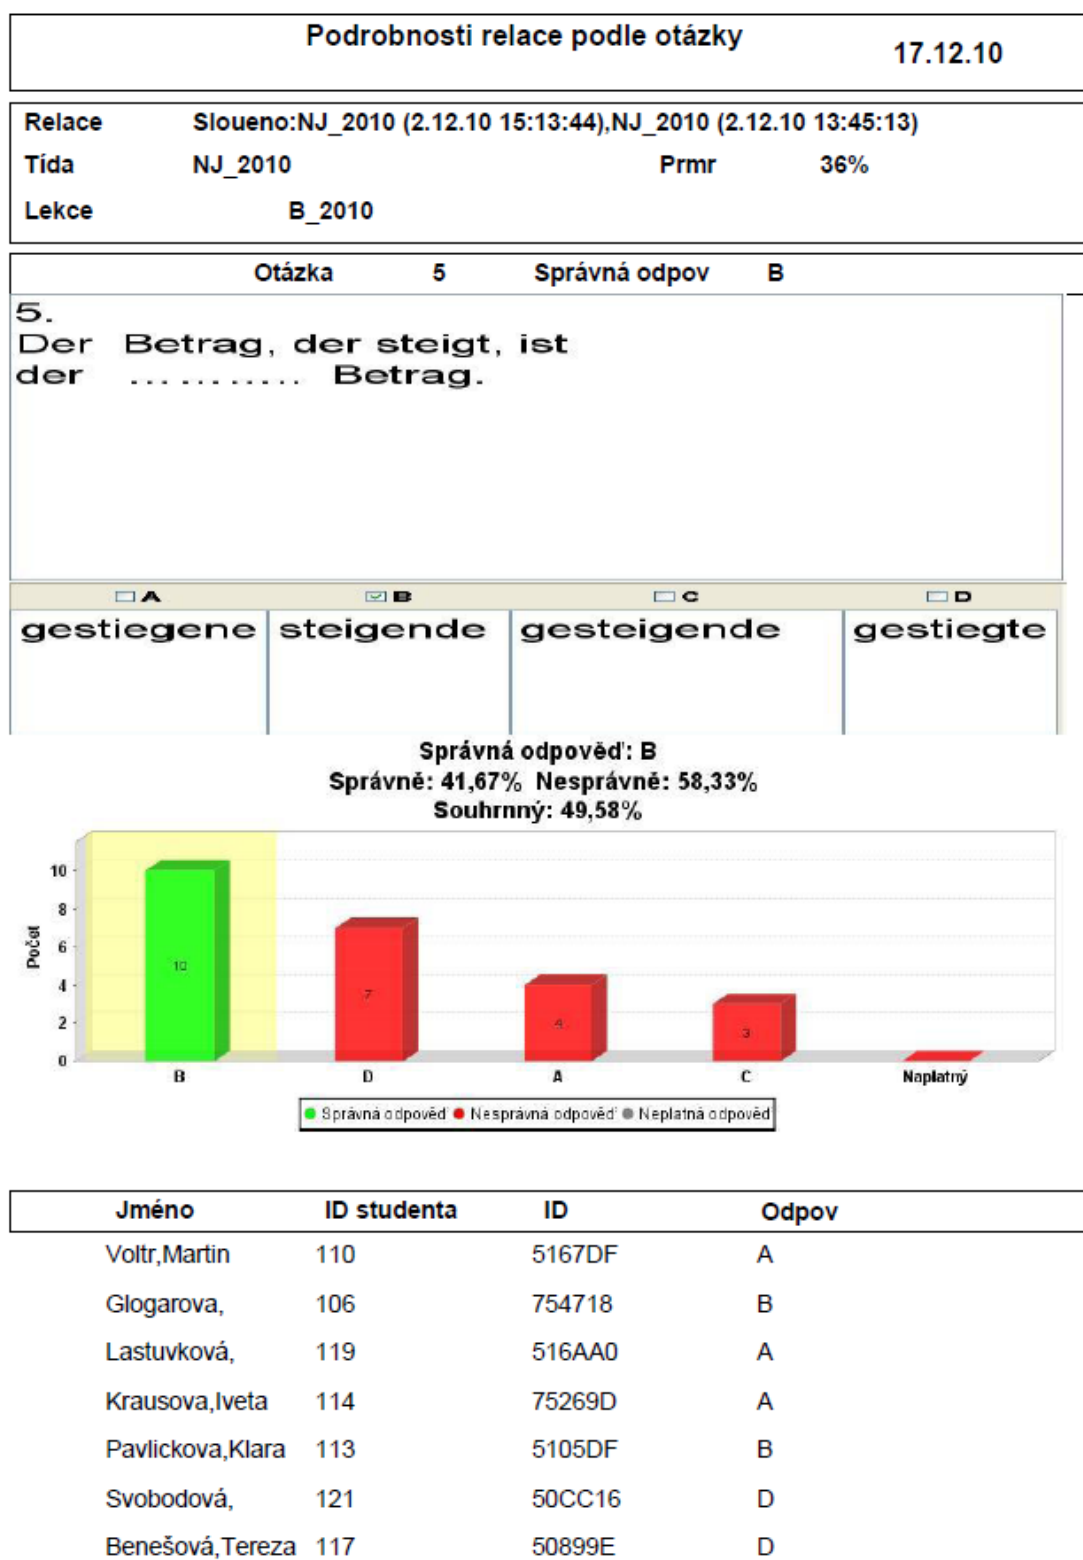 Podrobnosti relace podle otázky 17.12.10
Relace Sloueno:NJ_2010 (2.12.10 15:13:44),NJ_2010 (2.12.10 13:45:13)
Tída NJ_2010 Prmr 36%
Lekce B_2010
Otázka 5 Správná odpov B
5.
Der Betrag, der steigt, ist
der ........... Betrag.
A B C D
gestiegene steigende gesteigende gestiegte
Správná odpověď: B
Správně: 41,67% Nesprávně: 58,33%
Souhrnný: 49,58%
Počet
10
8
6
4
2
0
10 7 4 3
B D A C Naplatný
Správná odpověď Nesprávná odpověď Neplatná odpověď
Jméno ID studenta ID Odpov
Voltr,Martin 110 5167DF A
Glogarova, 106 754718 B
Lastuvková, 119 516AA0 A
Krausova,Iveta 114 75269D A
Pavlickova,Klara 113 5105DF B
Svobodová, 121 50CC16 D
Benešová,Tereza 117 50899E D